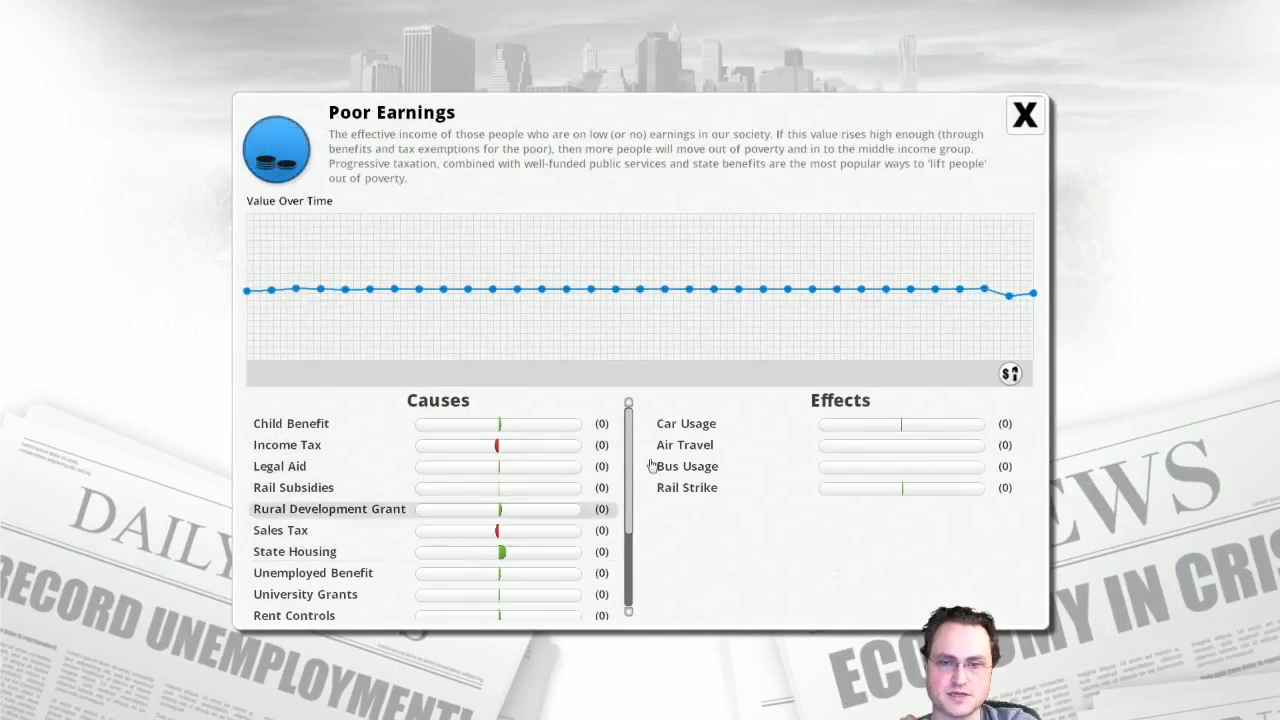 Poor Earnings
X
The effective income of those people who are on low (or no) earnings in our society. If this value rises high enough (through
benefits and tax exemptions for the poor), then more people will move out of poverty and in to the middle income group.
Progressive taxation, combined with well-funded public services and state benefits are the most popular ways to 'lift people'
out of poverty.
Value Over Time
$
Causes
Effects
Child Benefit (0)
Car Usage (0)
Income Tax (0)
Air Travel (0)
Legal Aid (0)
Bus Usage (0)
Rail Subsidies (0)
Rail Strike (0)
Rural Development Grant (0)
Sales Tax (0)
State Housing (0)
Unemployed Benefit (0)
University Grants (0)
Rent Controls (0)
DAILY
EWS
RECORD UNEMPLOYMENT!
ECONOMY IN CRIS